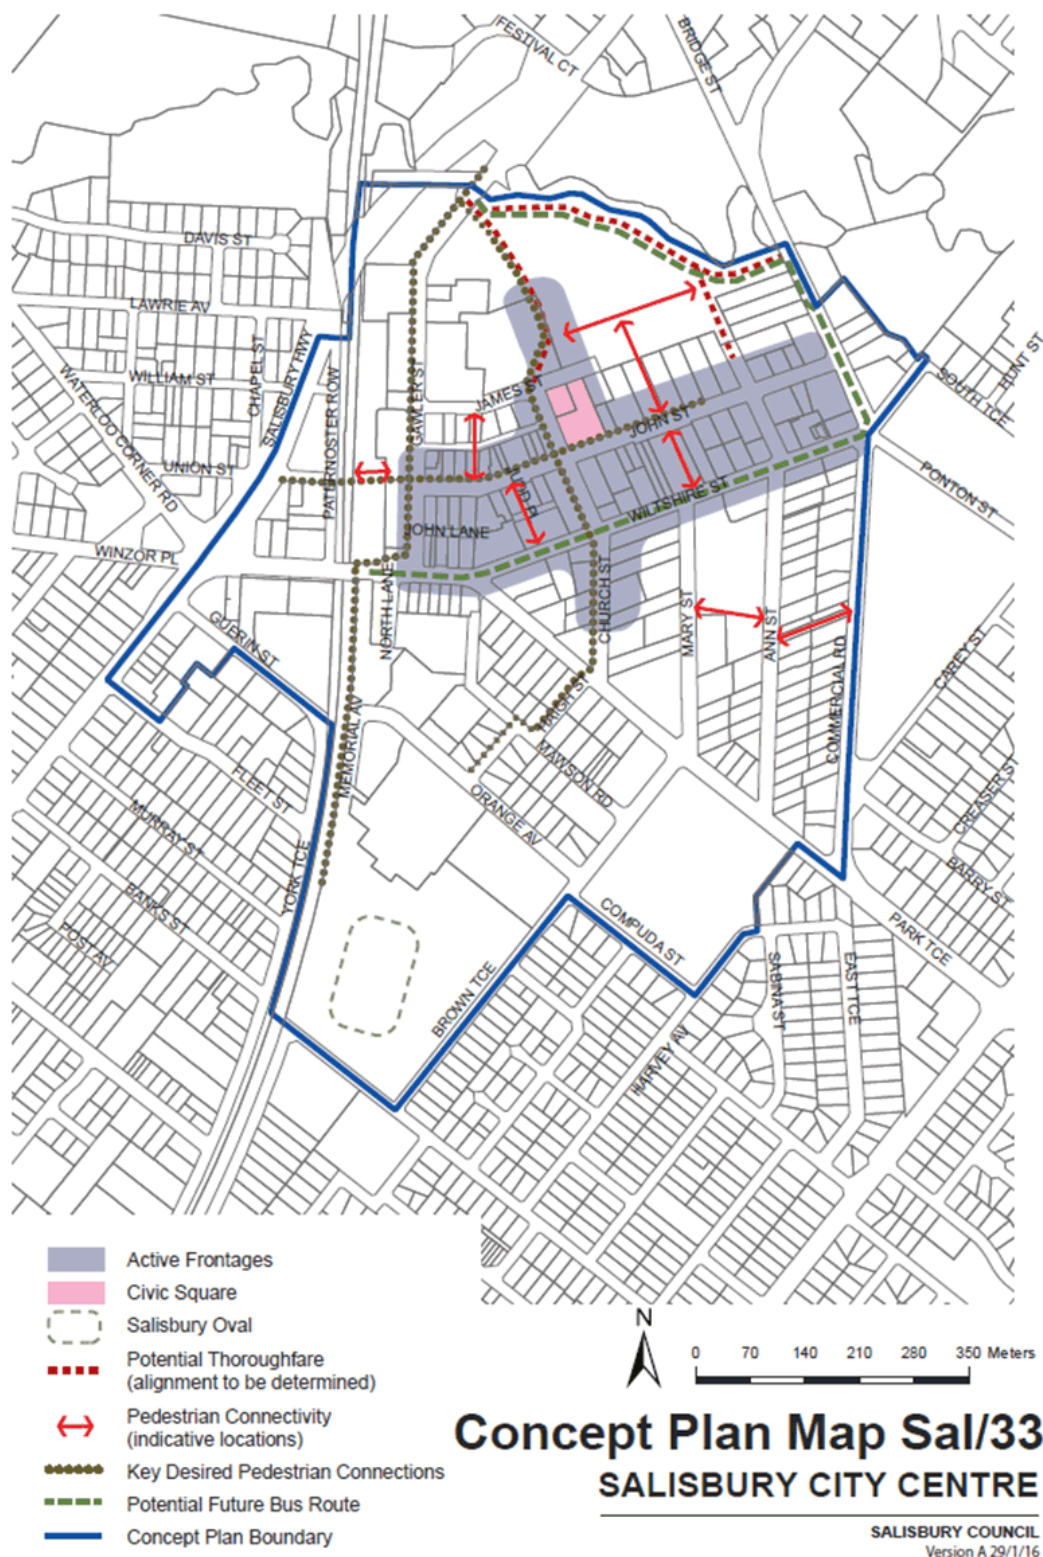 FESTIVAL CT
BRIDGE ST
DAVIS ST
LAWRIE AV
WILLIAM ST
CHAPEL ST
SALISBURY HWY
WATERLOO CORNER RD
UNION ST
PATERNOSTER ROW
GAWLER ST
JAMES ST
JOHN ST
JUDD PL
WILTSHIRE ST
JOHN LANE
HUNT ST
SOUTH TCE
PONTON ST
WINZOR PL
NORTH LANE
CHURCH ST
MARY ST
ANN ST
COMMERCIAL RD
CAREY ST
GUERIN ST
HAIGH ST
MAWSON RD
MEMORIAL AV
FLEET ST
ORANGE AV
CREASER ST
MURRAY ST
BARRY ST
YORK TCE
BANKS ST
POST AV
COMPUDA ST
PARK TCE
BROWN TCE
SABINA ST
EAST TCE
HARVEY AV
Active Frontages
Civic Square
Salisbury Oval
Potential Thoroughfare
(alignment to be determined)
Pedestrian Connectivity
(indicative locations)
Key Desired Pedestrian Connections
Potential Future Bus Route
Concept Plan Boundary
N
0 70 140 210 280 350 Meters
Concept Plan Map Sal/33
SALISBURY CITY CENTRE
SALISBURY COUNCIL
Version A 29/1/16